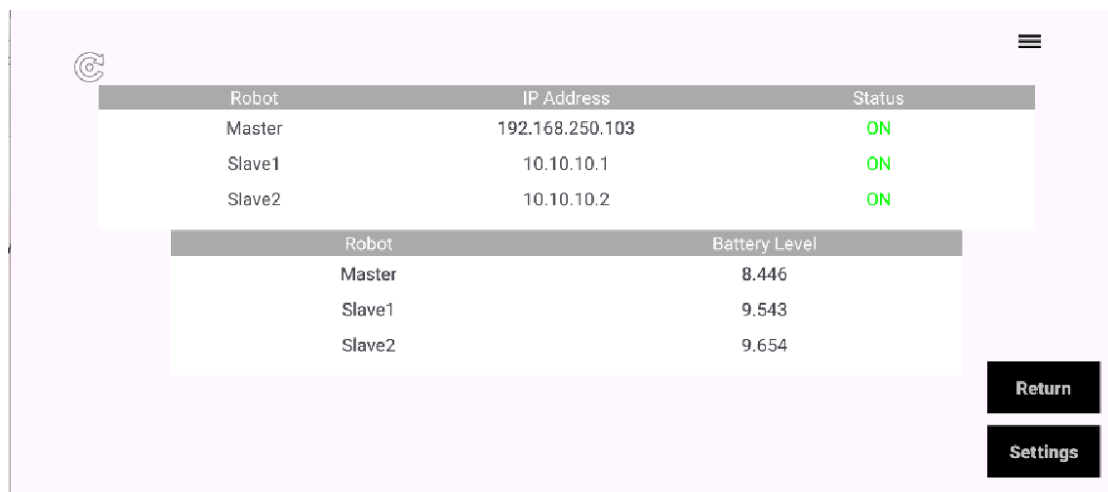 Robot IP Address Status
Master 192.168.250.103 ON
Slave1 10.10.10.1 ON
Slave2 10.10.10.2 ON
Robot Battery Level
Master 8.446
Slave1 9.543
Slave2 9.654
Return
Settings